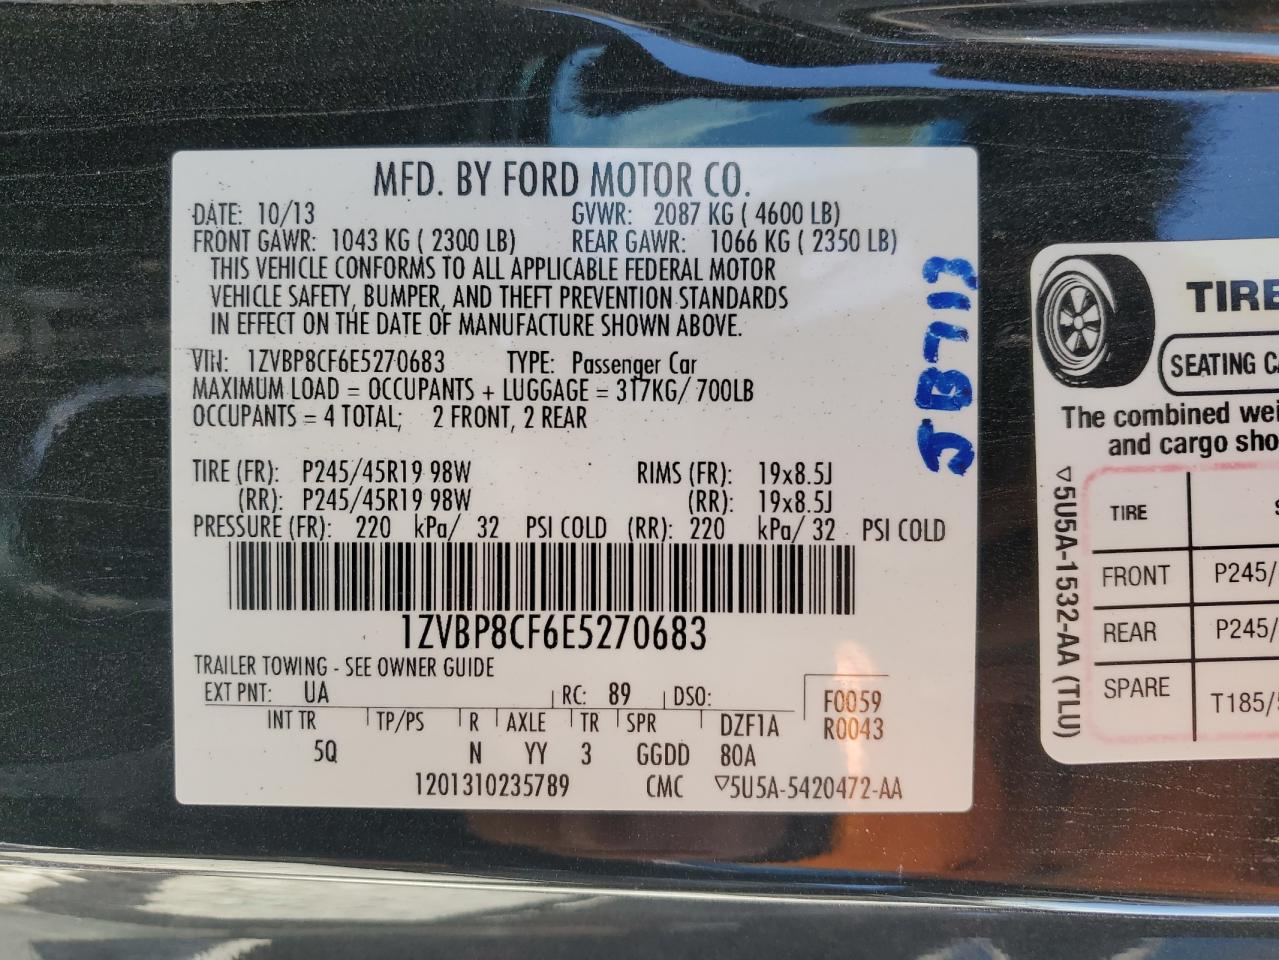 MFD. BY FORD MOTOR CO.
DATE: 10/13 GVWR: 2087 KG ( 4600 LB)
FRONT GAWR: 1043 KG ( 2300 LB) REAR GAWR: 1066 KG ( 2350 LB)
THIS VEHICLE CONFORMS TO ALL APPLICABLE FEDERAL MOTOR
VEHICLE SAFETY, BUMPER, AND THEFT PREVENTION STANDARDS
IN EFFECT ON THE DATE OF MANUFACTURE SHOWN ABOVE.
VIN: 1ZVBP8CF6E5270683 TYPE: Passenger Car
MAXIMUM LOAD = OCCUPANTS + LUGGAGE = 317KG/ 700LB
OCCUPANTS = 4 TOTAL; 2 FRONT, 2 REAR
TIRE (FR): P245/45R19 98W RIMS (FR): 19x8.5J
(RR): P245/45R19 98W (RR): 19x8.5J
PRESSURE (FR): 220 kPa/ 32 PSI COLD (RR): 220 kPa/ 32 PSI COLD
1ZVBP8CF6E5270683
TRAILER TOWING - SEE OWNER GUIDE
EXT PNT: UA RC: 89 DSO: F0059
INT TR TP/PS R AXLE TR SPR DZF1A R0043
5Q N YY 3 GGDD 80A
1201310235789 CMC ▽5U5A-5420472-AA
JB713
TIRE
SEATING CA
The combined wei
and cargo sho
▽5U5A-1532-AA (TLU)
TIRE S
FRONT P245/
REAR P245/
SPARE T185/